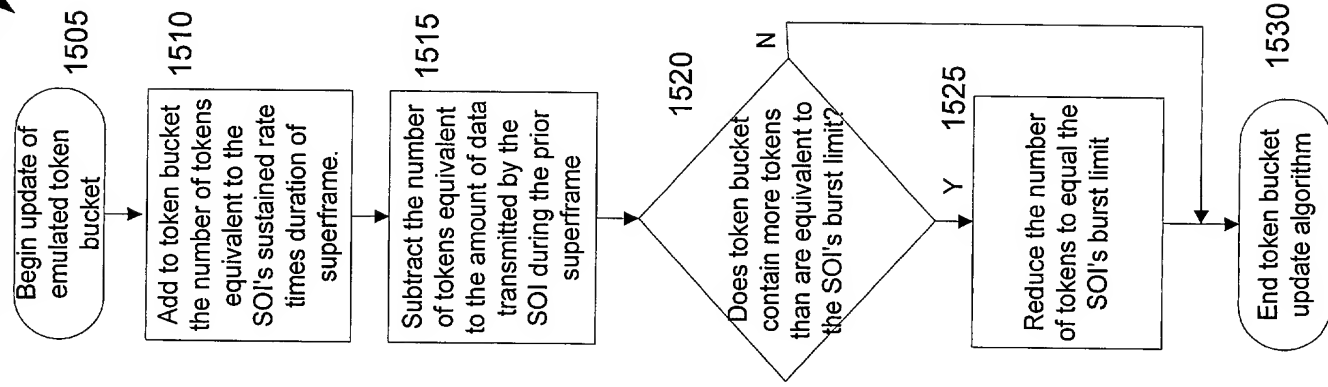 1505
Begin update of
emulated token
bucket
1510
Add to token bucket
the number of tokens
equivalent to the
SOI's sustained rate
times duration of
superframe.
1515
Subtract the number
of tokens equivalent
to the amount of data
transmitted by the
SOI during the prior
superframe
1520
Does token bucket
contain more tokens
than are equivalent to
the SOI's burst limit?
N
Y
1525
Reduce the number
of tokens to equal the
SOI's burst limit
1530
End token bucket
update algorithm